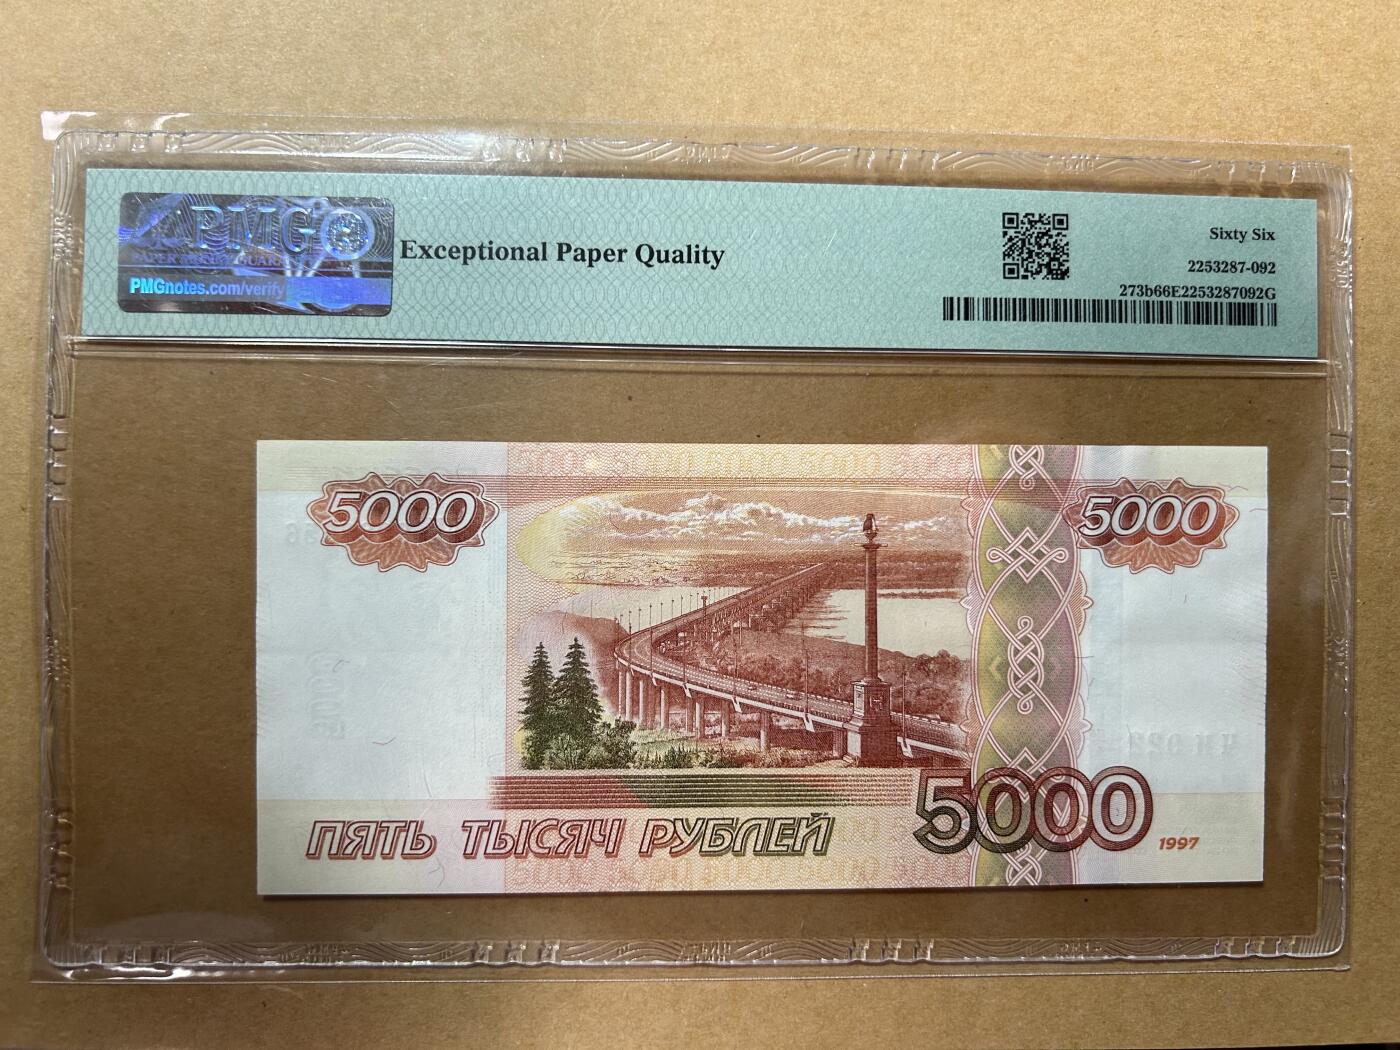 PMG
PMGnotes.com/verify
Exceptional Paper Quality
Sixty Six
2253287-092
273b66E2253287092G
5000
5000
5000
ПЯТЬ ТЫСЯЧ РУБЛЕЙ
1997